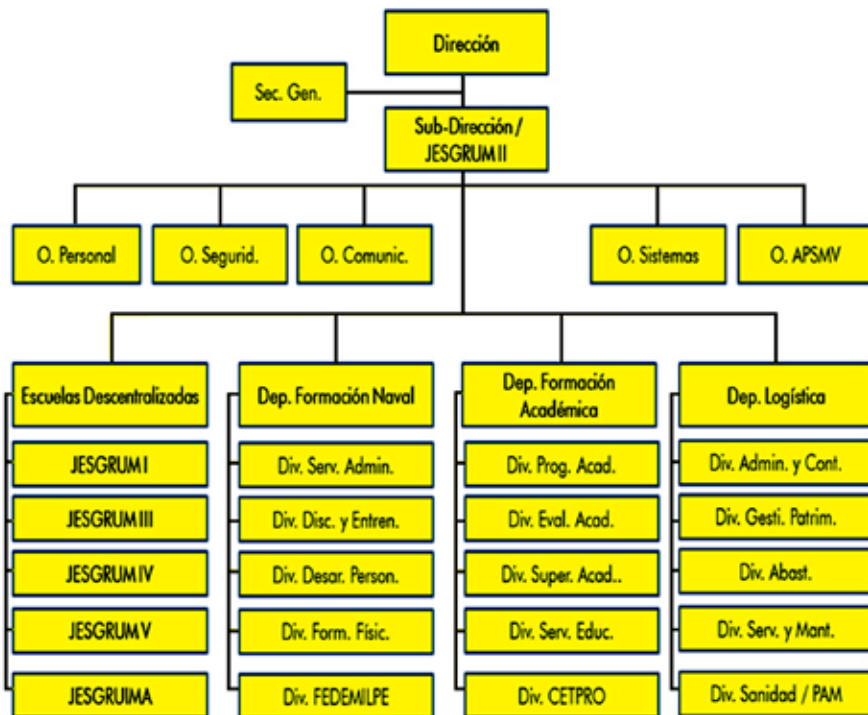 Dirección
Sec. Gen.
Sub-Dirección /
JESGRUM II
O. Personal
O. Segurid.
O. Comunic.
O. Sistemas
O. APSMV
Escuelas Descentralizadas
JESGRUM I
JESGRUM III
JESGRUM IV
JESGRUM V
JESGRUIMA
Dep. Formación Naval
Div. Serv. Admin.
Div. Disc. y Entren.
Div. Desar. Person.
Div. Form. Físic.
Div. FEDEMILPE
Dep. Formación
Académica
Div. Prog. Acad.
Div. Eval. Acad.
Div. Super. Acad..
Div. Serv. Educ.
Div. CETPRO
Dep. Logística
Div. Admin. y Cont.
Div. Gesti. Patrim.
Div. Abast.
Div. Serv. y Mant.
Div. Sanidad / PAM